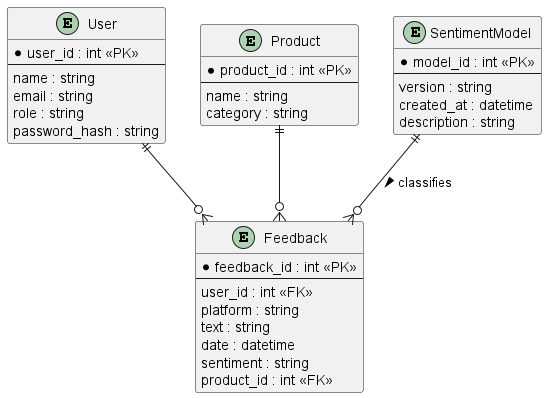 E User
user_id : int «PK»
name : string
email : string
role : string
password_hash : string
E Product
product_id : int «PK»
name : string
category : string
E SentimentModel
model_id : int «PK»
version : string
created_at : datetime
description : string
classifies
E Feedback
feedback_id : int «PK»
user_id : int «FK»
platform : string
text : string
date : datetime
sentiment : string
product_id : int «FK»